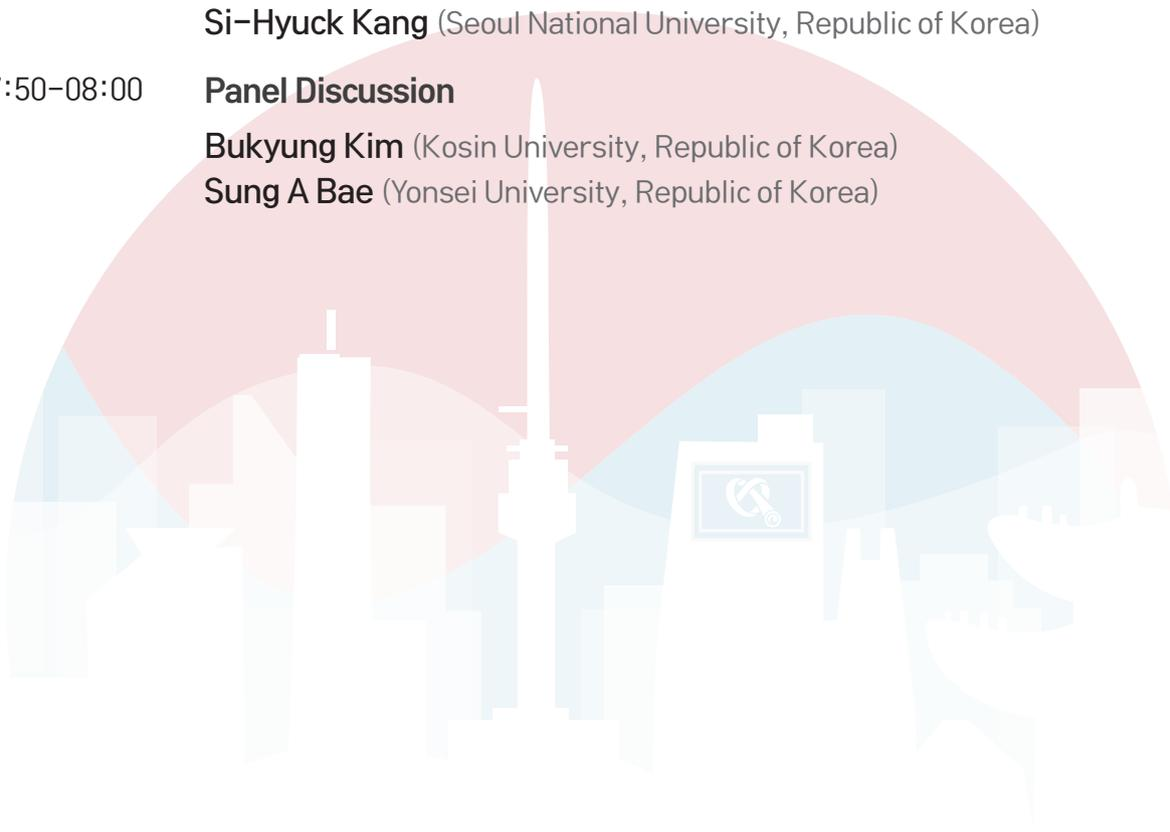 Si-Hyuck Kang (Seoul National University, Republic of Korea)
:50-08:00 Panel Discussion
Bukyung Kim (Kosin University, Republic of Korea)
Sung A Bae (Yonsei University, Republic of Korea)